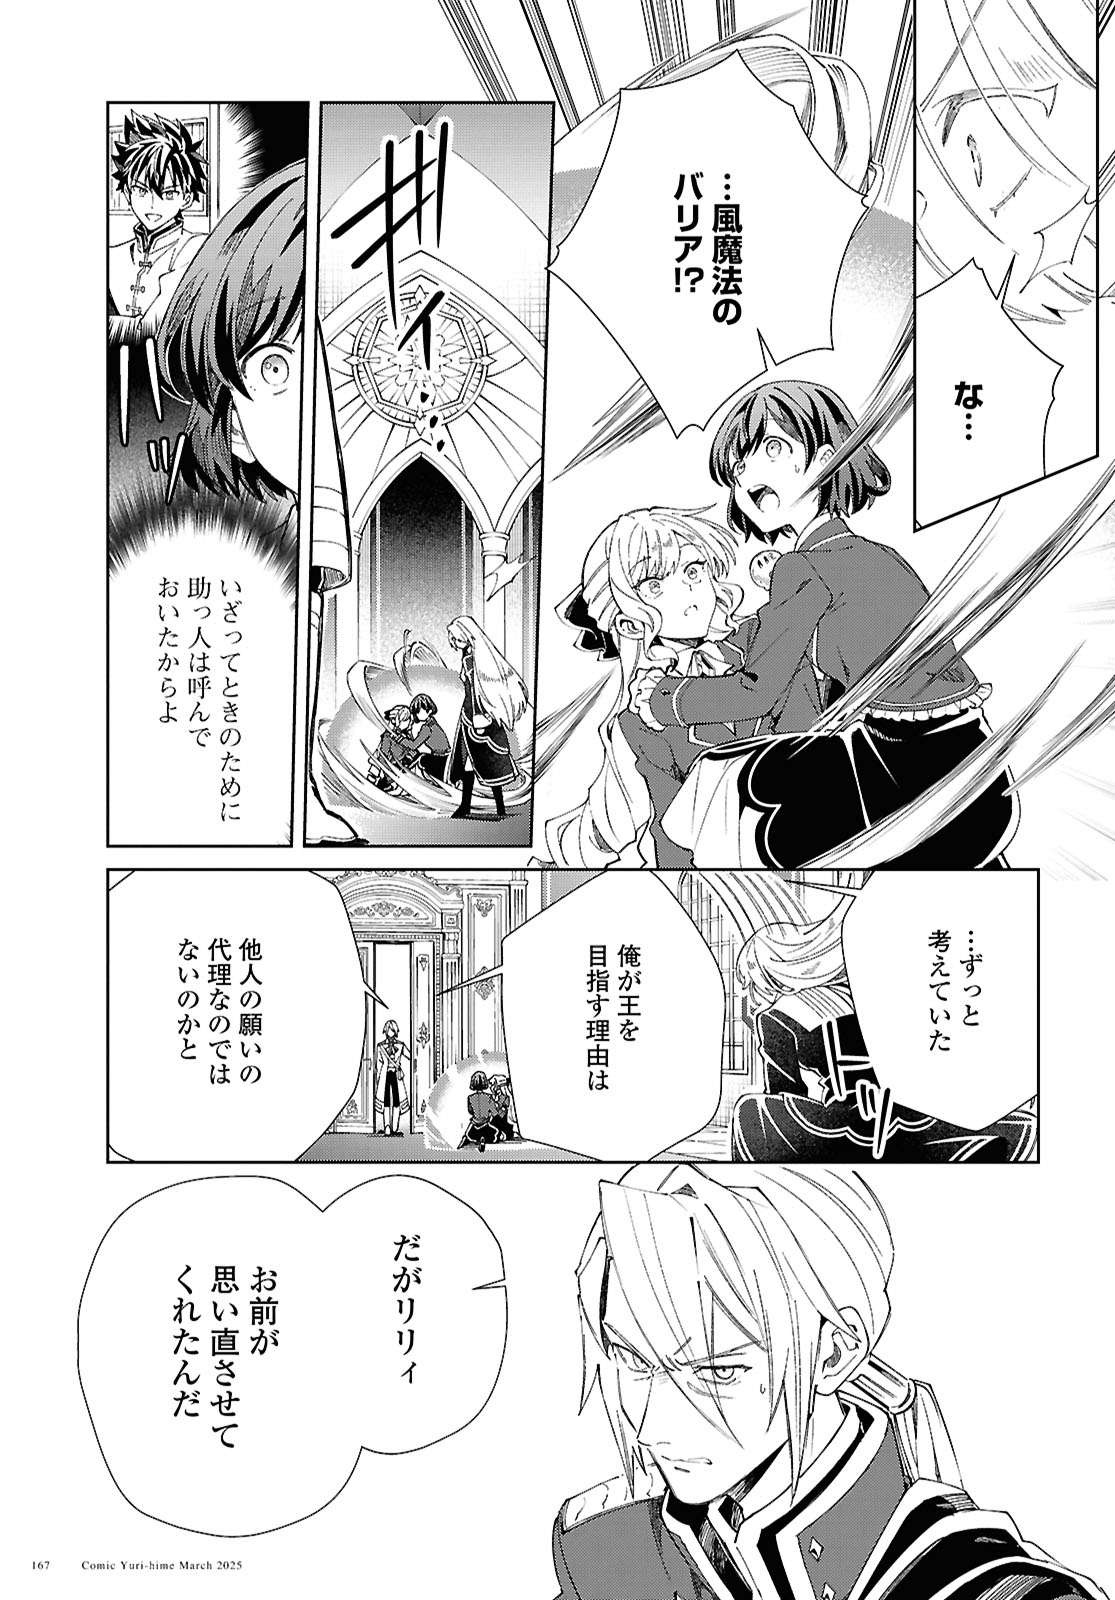 な…
…風魔法の
バリア!?
ギイ…
いざってときのために
助っ人は呼んで
おいたからよ
…ずっと
考えていた
俺が王を
目指す理由は
他人の願いの
代理なのでは
ないのかと
だがリリィ
お前が
思い直させて
くれたんだ
167 Comic Yuri-hime March 2025